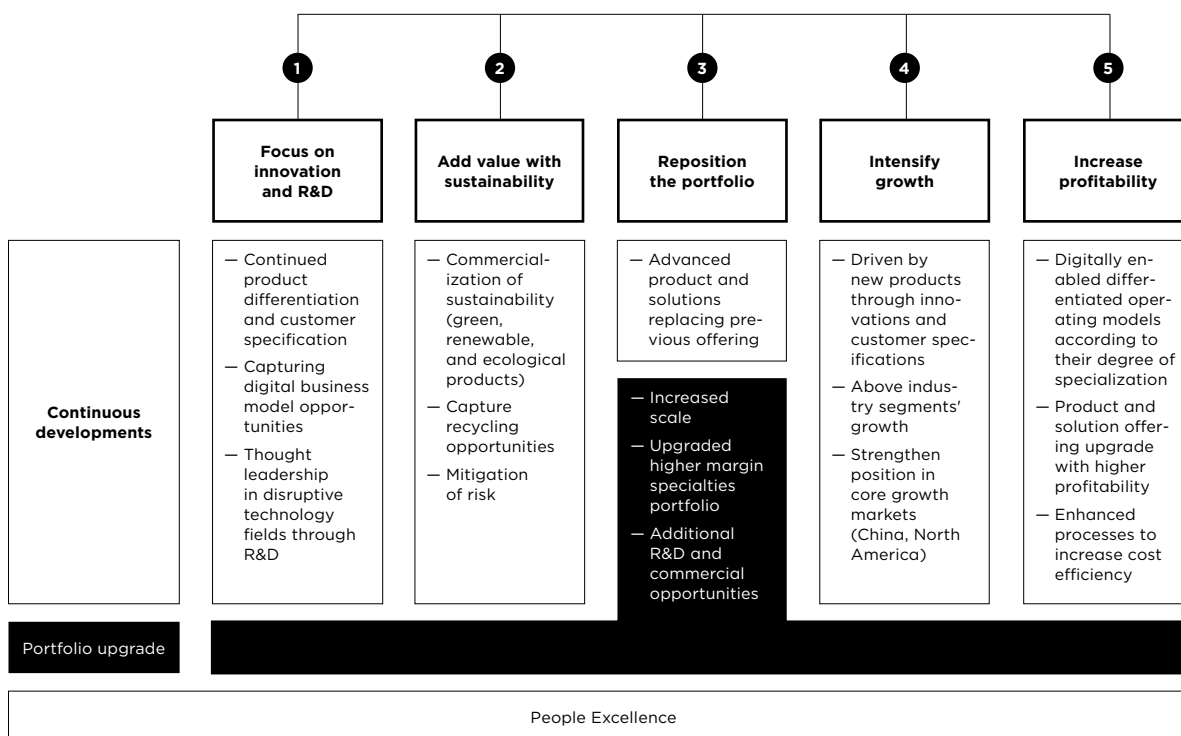 1
2
3
4
5
Focus on
innovation
and R&D
Add value with
sustainability
Reposition
the portfolio
Intensify
growth
Increase
profitability
Continuous
developments
— Continued
product
differentiation
and customer
specification
— Capturing
digital business
model oppor-
tunities
— Thought
leadership
in disruptive
technology
fields through
R&D
— Commercial-
ization of
sustainability
(green,
renewable,
and ecological
products)
— Capture
recycling
opportunities
— Mitigation
of risk
— Advanced
product and
solutions
replacing pre-
vious offering
— Increased
scale
— Upgraded
higher margin
specialties
portfolio
— Additional
R&D and
commercial
opportunities
— Driven by
new products
through inno-
vations and
customer spec-
ifications
— Above indus-
try segments'
growth
— Strengthen
position in
core growth
markets
(China, North
America)
— Digitally en-
abled differ-
entiated oper-
ating models
according to
their degree of
specialization
— Product and
solution offer-
ing upgrade
with higher
profitability
— Enhanced
processes to
increase cost
efficiency
Portfolio upgrade
People Excellence